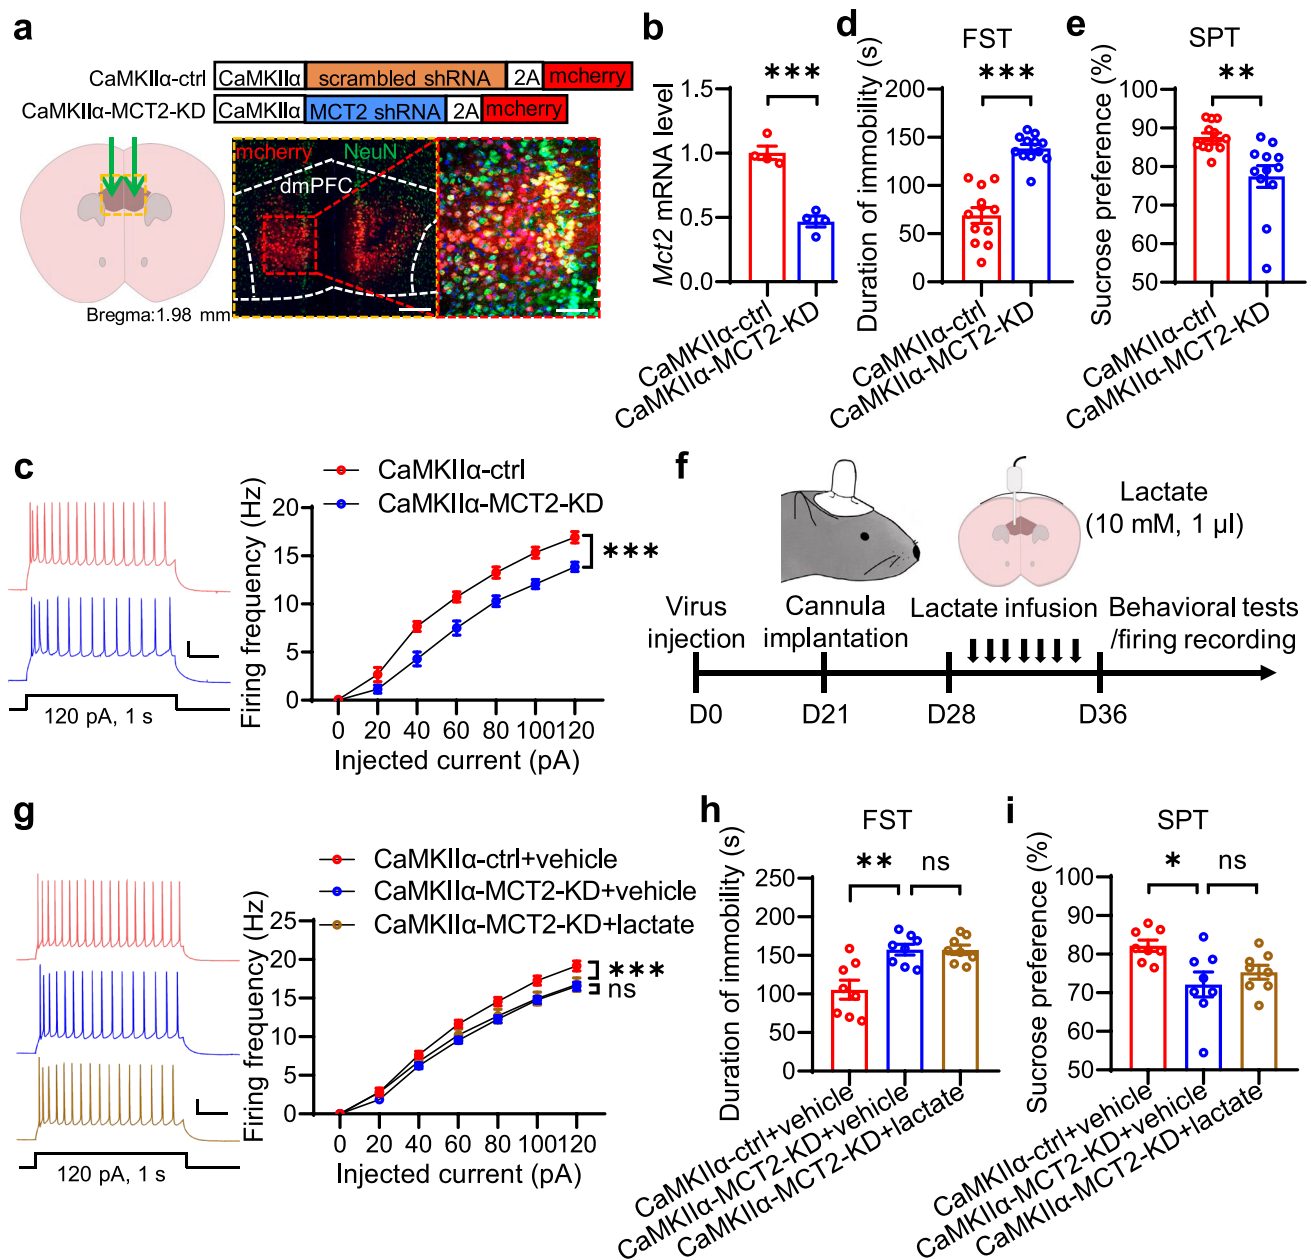 a
CaMKIIα-ctrl CaMKIIα scrambled shRNA 2A mcherry
CaMKIIα-MCT2-KD CaMKIIα MCT2 shRNA 2A mcherry
mcherry NeuN
dmPFC
Bregma:1.98 mm
b
Mct2 mRNA level
1.5
1.0
0.5
0.0
***
CaMKIIα-ctrl
CaMKIIα-MCT2-KD
d
FST
Duration of immobility (s)
200
150
100
50
0
***
CaMKIIα-ctrl
CaMKIIα-MCT2-KD
e
SPT
Sucrose preference (%)
100
90
80
70
60
50
**
CaMKIIα-ctrl
CaMKIIα-MCT2-KD
c
120 pA, 1 s
CaMKIIα-ctrl
CaMKIIα-MCT2-KD
Firing frequency (Hz)
20
15
10
5
0
***
0 20 40 60 80 100 120
Injected current (pA)
f
Lactate
(10 mM, 1 µl)
Virus
injection
Cannula
implantation
Lactate infusion
Behavioral tests
/firing recording
D0 D21 D28 D36
g
120 pA, 1 s
CaMKIIα-ctrl+vehicle
CaMKIIα-MCT2-KD+vehicle
CaMKIIα-MCT2-KD+lactate
Firing frequency (Hz)
25
20
15
10
5
0
***
ns
0 20 40 60 80 100 120
Injected current (pA)
h
FST
Duration of immobility (s)
250
200
150
100
50
0
** ns
CaMKIIα-ctrl+vehicle
CaMKIIα-MCT2-KD+vehicle
CaMKIIα-MCT2-KD+lactate
i
SPT
Sucrose preference (%)
100
90
80
70
60
50
* ns
CaMKIIα-ctrl+vehicle
CaMKIIα-MCT2-KD+vehicle
CaMKIIα-MCT2-KD+lactate